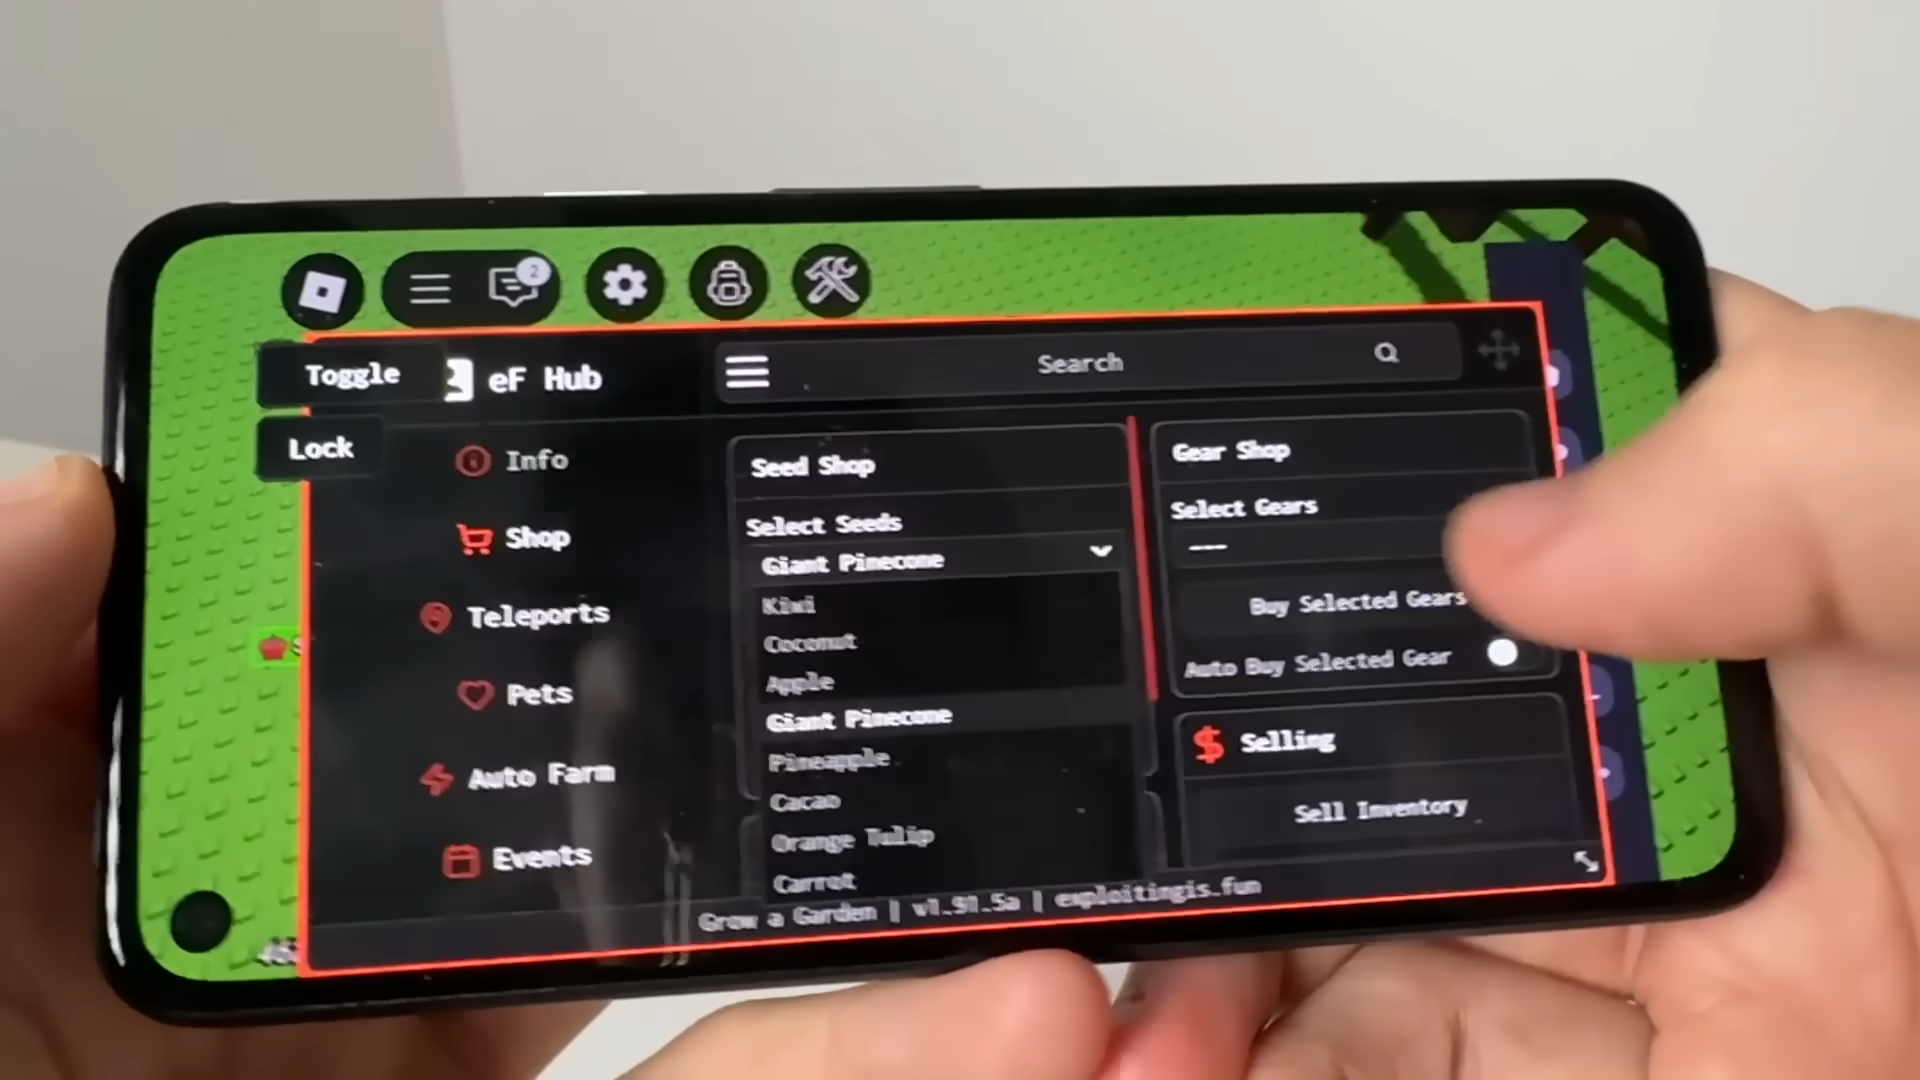 2
Toggle
eF Hub
Search
Lock
Info
Shop
Teleports
Pets
Auto Farm
Events
Seed Shop
Select Seeds
Giant Pinecone
Kiwi
Coconut
Apple
Giant Pinecone
Pineapple
Cacao
Orange Tulip
Carrot
Gear Shop
Select Gears
---
Buy Selected Gears
Auto Buy Selected Gear
$ Selling
Sell Inventory
Grow a Garden | v1.91.5a | exploitingis.fun